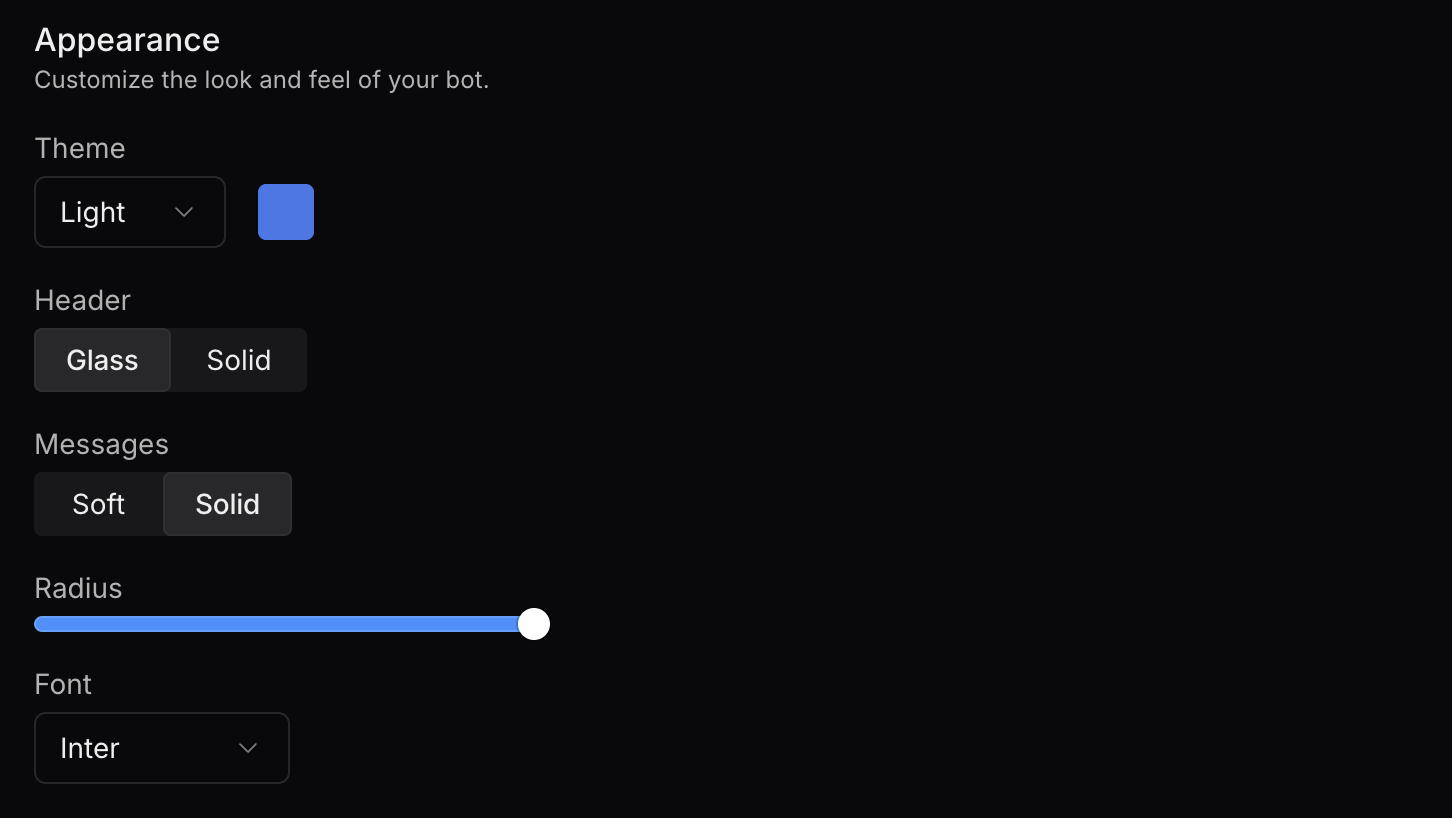 Appearance
Customize the look and feel of your bot.
Theme
Light
Header
Glass Solid
Messages
Soft Solid
Radius
Font
Inter